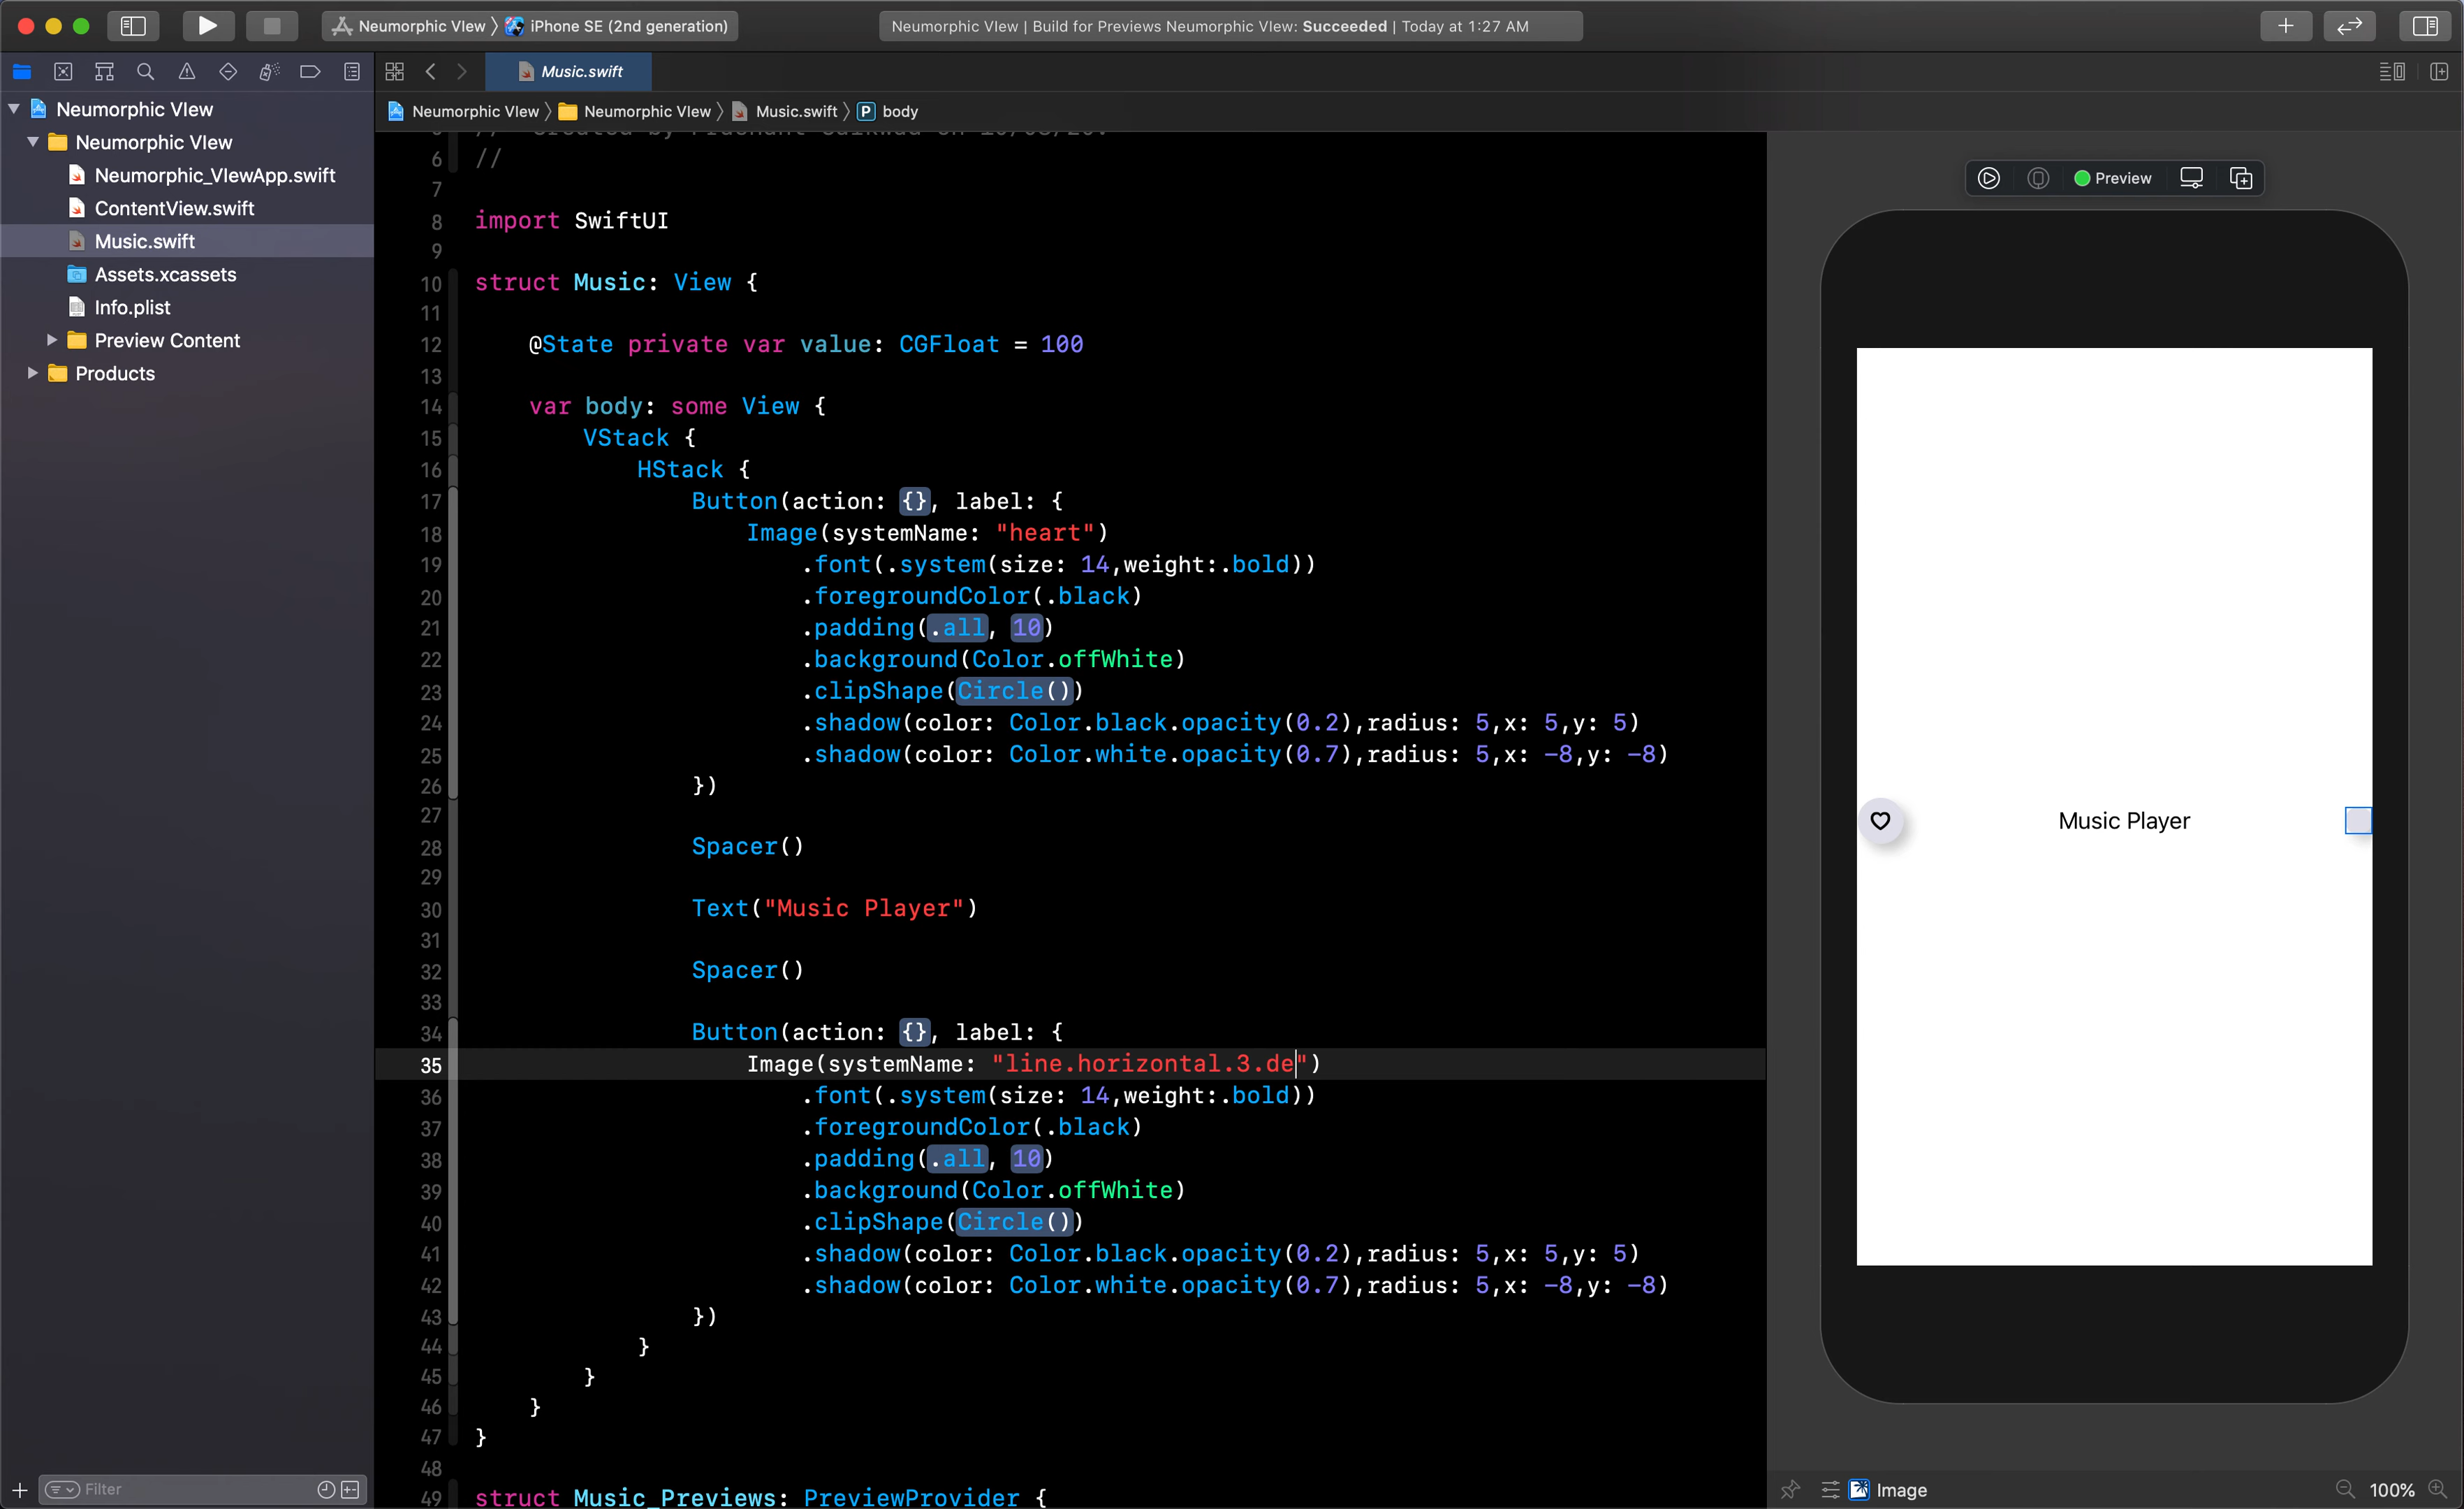 Neumorphic VIew 〉 iPhone SE (2nd generation)
Neumorphic VIew | Build for Previews Neumorphic VIew: Succeeded | Today at 1:27 AM
Music.swift
Neumorphic VIew
Neumorphic VIew
Neumorphic_VIewApp.swift
ContentView.swift
Music.swift
Assets.xcassets
Info.plist
Preview Content
Products
Filter
Neumorphic VIew 〉 Neumorphic VIew 〉 Music.swift 〉 P body
6 //
7
8 import SwiftUI
9
10 struct Music: View {
11
12 @State private var value: CGFloat = 100
13
14 var body: some View {
15 VStack {
16 HStack {
17 Button(action: {}, label: {
18 Image(systemName: "heart")
19 .font(.system(size: 14,weight:.bold))
20 .foregroundColor(.black)
21 .padding(.all, 10)
22 .background(Color.offWhite)
23 .clipShape(Circle())
24 .shadow(color: Color.black.opacity(0.2),radius: 5,x: 5,y: 5)
25 .shadow(color: Color.white.opacity(0.7),radius: 5,x: -8,y: -8)
26 })
27
28 Spacer()
29
30 Text("Music Player")
31
32 Spacer()
33
34 Button(action: {}, label: {
35 Image(systemName: "line.horizontal.3.de")
36 .font(.system(size: 14,weight:.bold))
37 .foregroundColor(.black)
38 .padding(.all, 10)
39 .background(Color.offWhite)
40 .clipShape(Circle())
41 .shadow(color: Color.black.opacity(0.2),radius: 5,x: 5,y: 5)
42 .shadow(color: Color.white.opacity(0.7),radius: 5,x: -8,y: -8)
43 })
44 }
45 }
46 }
47 }
48
49 struct Music_Previews: PreviewProvider {
Preview
Music Player
Image
100%